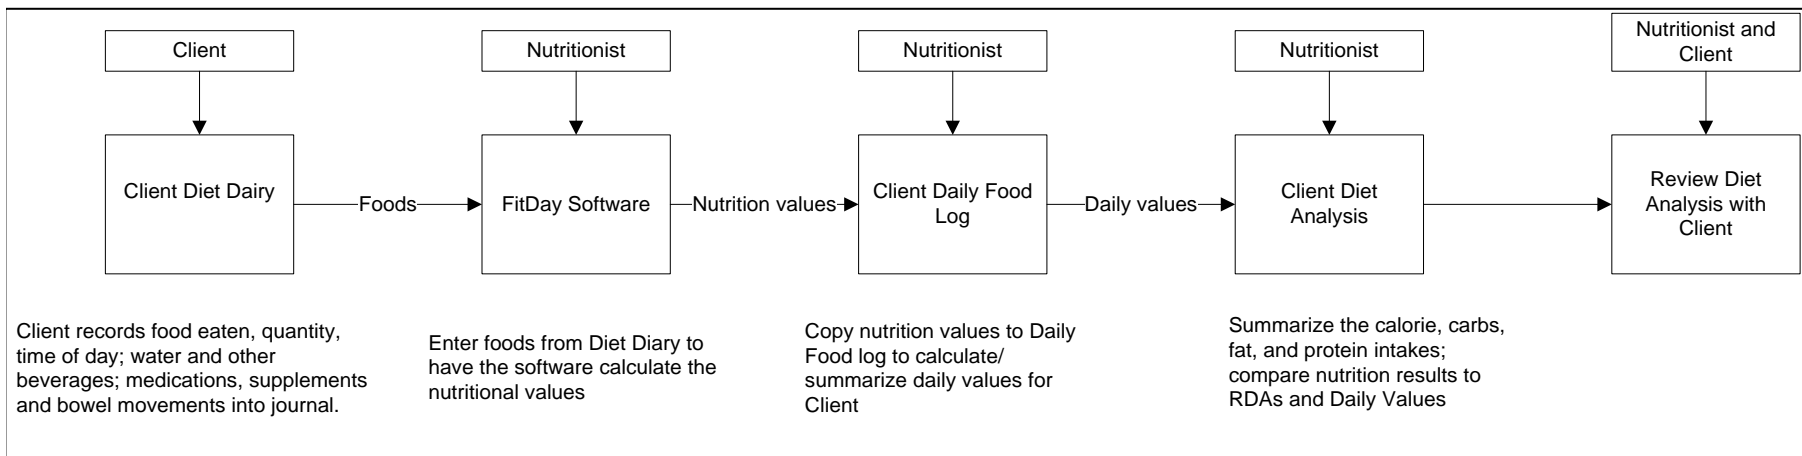 Client
Nutritionist
Nutritionist
Nutritionist
Nutritionist and
Client
Client Diet Dairy
Foods
FitDay Software
Nutrition values
Client Daily Food
Log
Daily values
Client Diet
Analysis
Review Diet
Analysis with
Client
Client records food eaten, quantity,
time of day; water and other
beverages; medications, supplements
and bowel movements into journal.
Enter foods from Diet Diary to
have the software calculate the
nutritional values
Copy nutrition values to Daily
Food log to calculate/
summarize daily values for
Client
Summarize the calorie, carbs,
fat, and protein intakes;
compare nutrition results to
RDAs and Daily Values